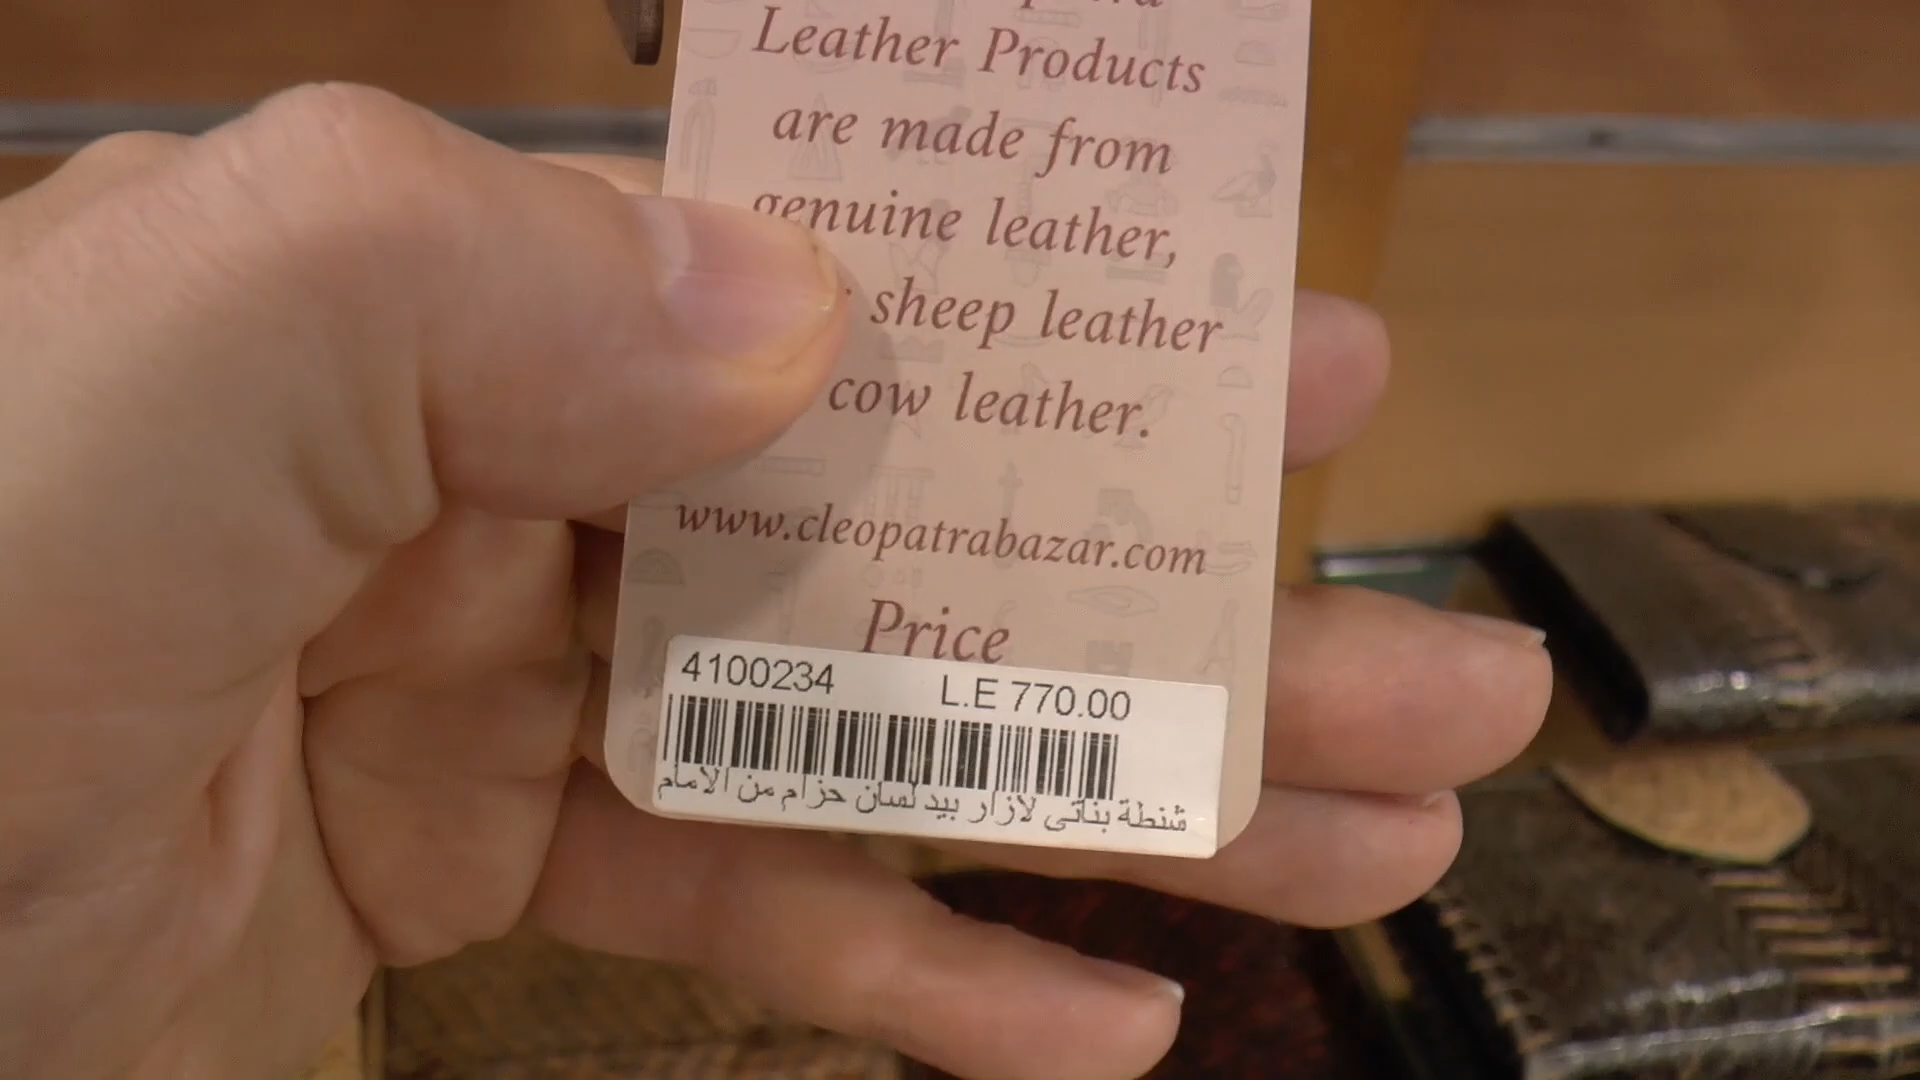 Leather Products
are made from
genuine leather,
sheep leather
cow leather.
www.cleopatrabazar.com
Price
4100234 L.E 770.00
شنطة بناتى لازار بيد لسان حزام من الامام